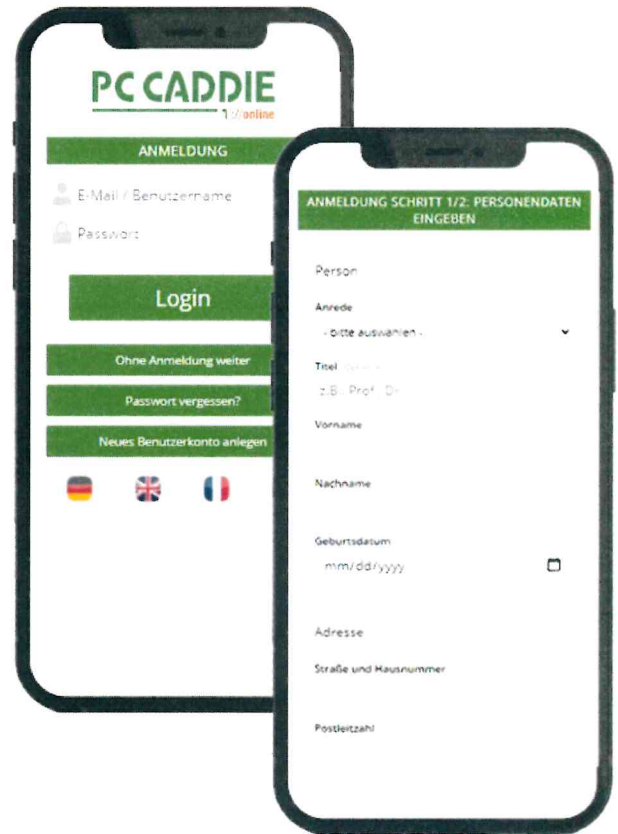 PC CADDIE
://online
ANMELDUNG
E-Mail / Benutzername
Passwort
Login
Ohne Anmeldung weiter
Passwort vergessen?
Neues Benutzerkonto anlegen
ANMELDUNG SCHRITT 1/2: PERSONENDATEN
EINGEBEN
Person
Anrede
- bitte auswählen -
Titel
z.B. Prof., Dr.
Vorname
Nachname
Geburtsdatum
mm/dd/yyyy
Adresse
Straße und Hausnummer
Postleitzahl